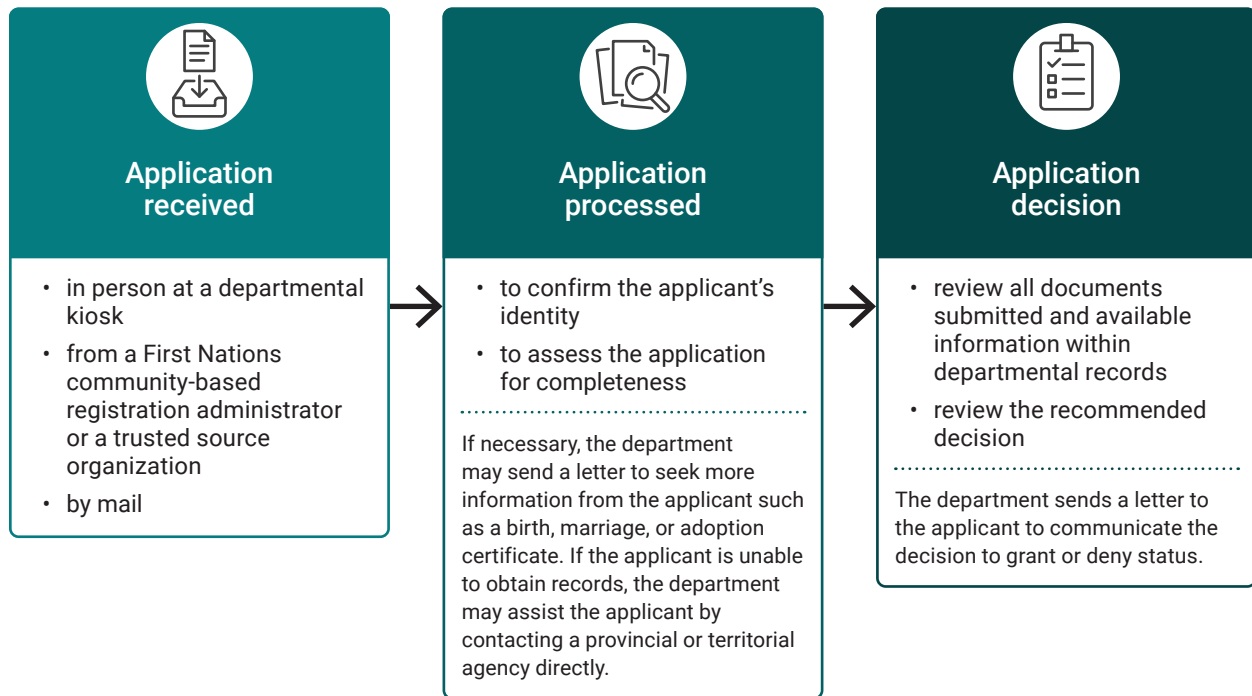 Application
received
• in person at a departmental
kiosk
• from a First Nations
community-based
registration administrator
or a trusted source
organization
• by mail
Application
processed
• to confirm the applicant’s
identity
• to assess the application
for completeness
If necessary, the department
may send a letter to seek more
information from the applicant such
as a birth, marriage, or adoption
certificate. If the applicant is unable
to obtain records, the department
may assist the applicant by
contacting a provincial or territorial
agency directly.
Application
decision
• review all documents
submitted and available
information within
departmental records
• review the recommended
decision
The department sends a letter to
the applicant to communicate the
decision to grant or deny status.